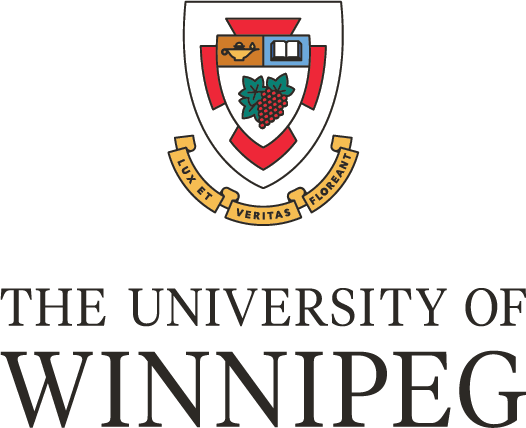 LUX ET VERITAS FLOREANT
THE UNIVERSITY OF
WINNIPEG